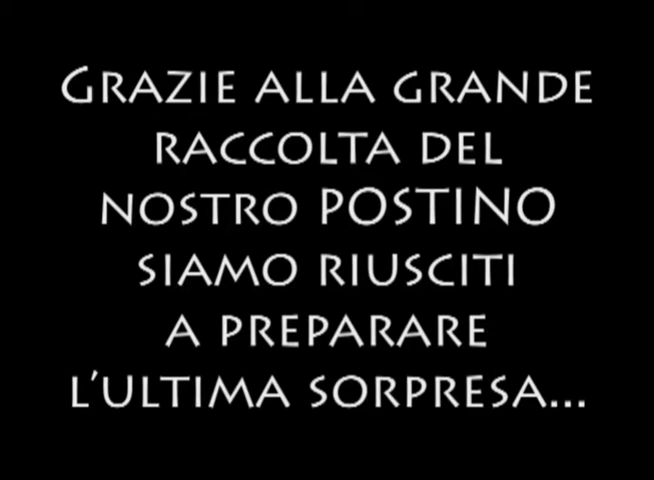 GRAZIE ALLA GRANDE
RACCOLTA DEL
NOSTRO POSTINO
SIAMO RIUSCITI
A PREPARARE
L'ULTIMA SORPRESA...